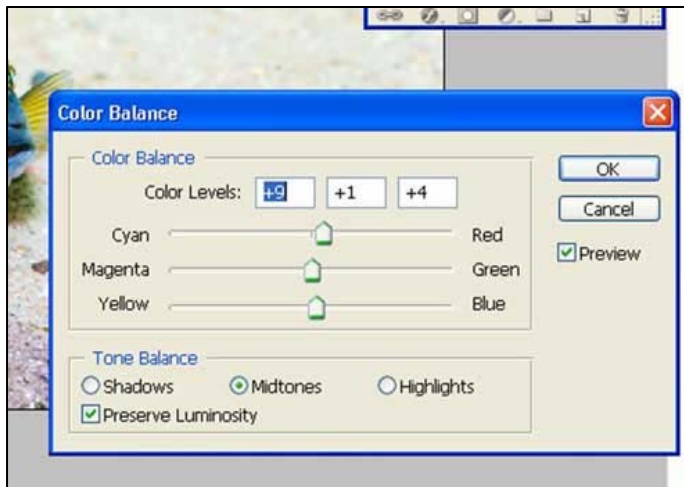 Color Balance
Color Balance
Color Levels: +9 +1 +4
Cyan Red
Magenta Green
Yellow Blue
Tone Balance
Shadows Midtones Highlights
Preserve Luminosity
OK
Cancel
Preview